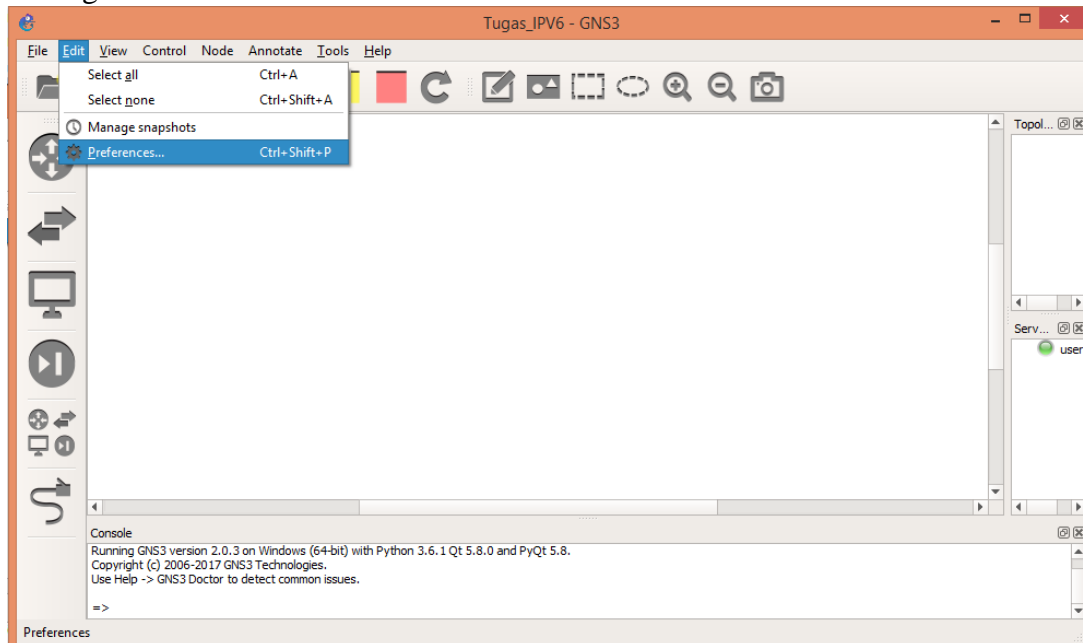 Tugas_IPV6 - GNS3
File Edit View Control Node Annotate Tools Help
Select all Ctrl+A
Select none Ctrl+Shift+A
Manage snapshots
Preferences... Ctrl+Shift+P
Topol...
Serv...
user
Console
Running GNS3 version 2.0.3 on Windows (64-bit) with Python 3.6.1 Qt 5.8.0 and PyQt 5.8.
Copyright (c) 2006-2017 GNS3 Technologies.
Use Help -> GNS3 Doctor to detect common issues.
=>
Preferences